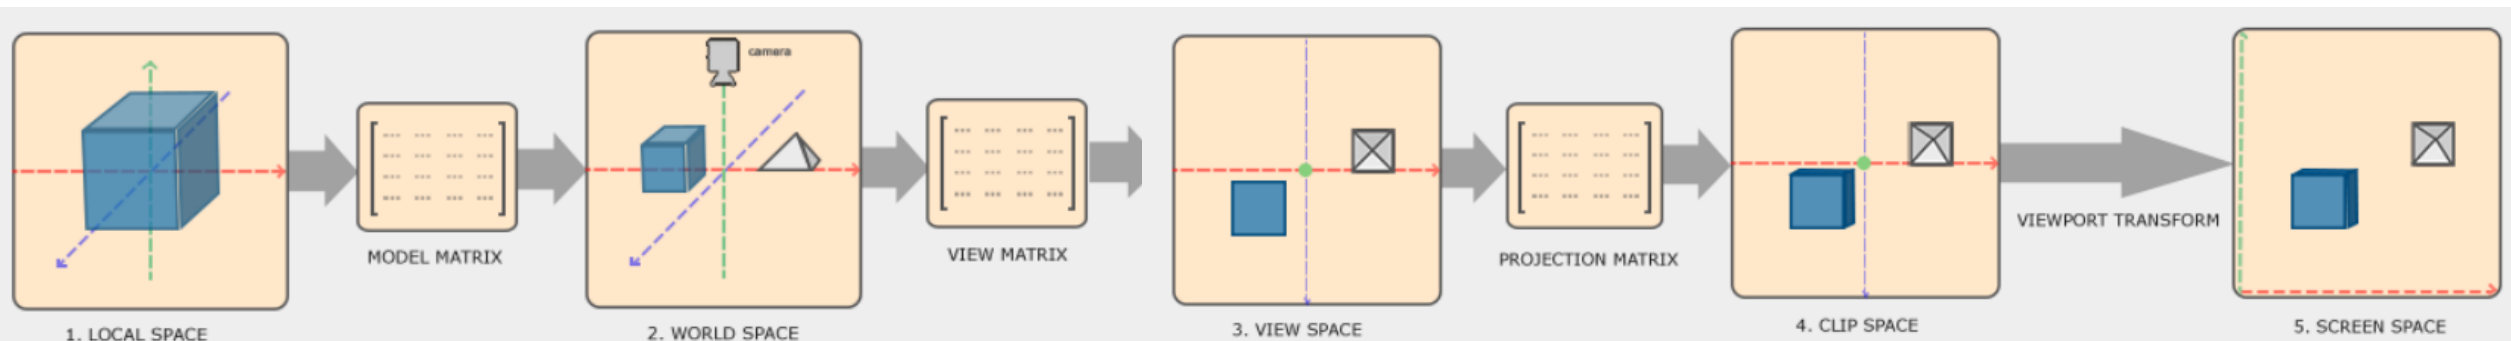 camera
MODEL MATRIX
VIEW MATRIX
PROJECTION MATRIX
VIEWPORT TRANSFORM
1. LOCAL SPACE
2. WORLD SPACE
3. VIEW SPACE
4. CLIP SPACE
5. SCREEN SPACE